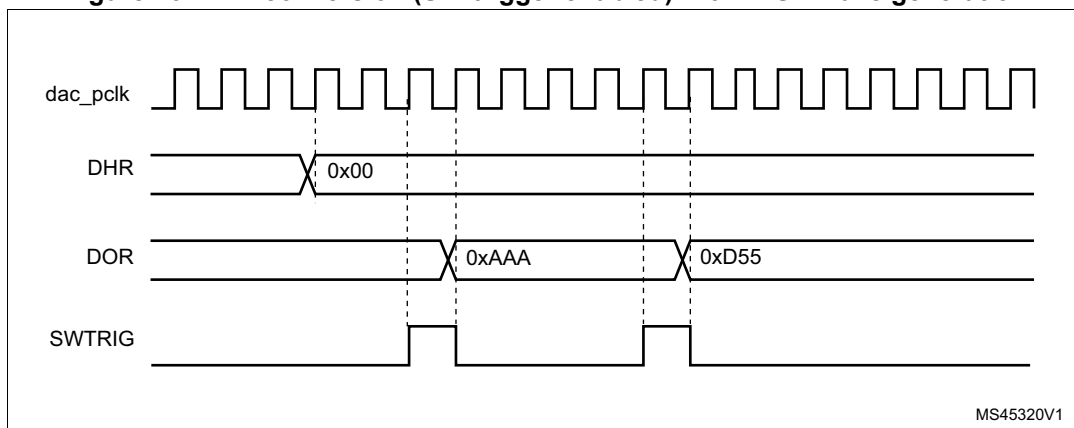 dac_pclk
DHR
0x00
DOR
0xAAA
0xD55
SWTRIG
MS45320V1